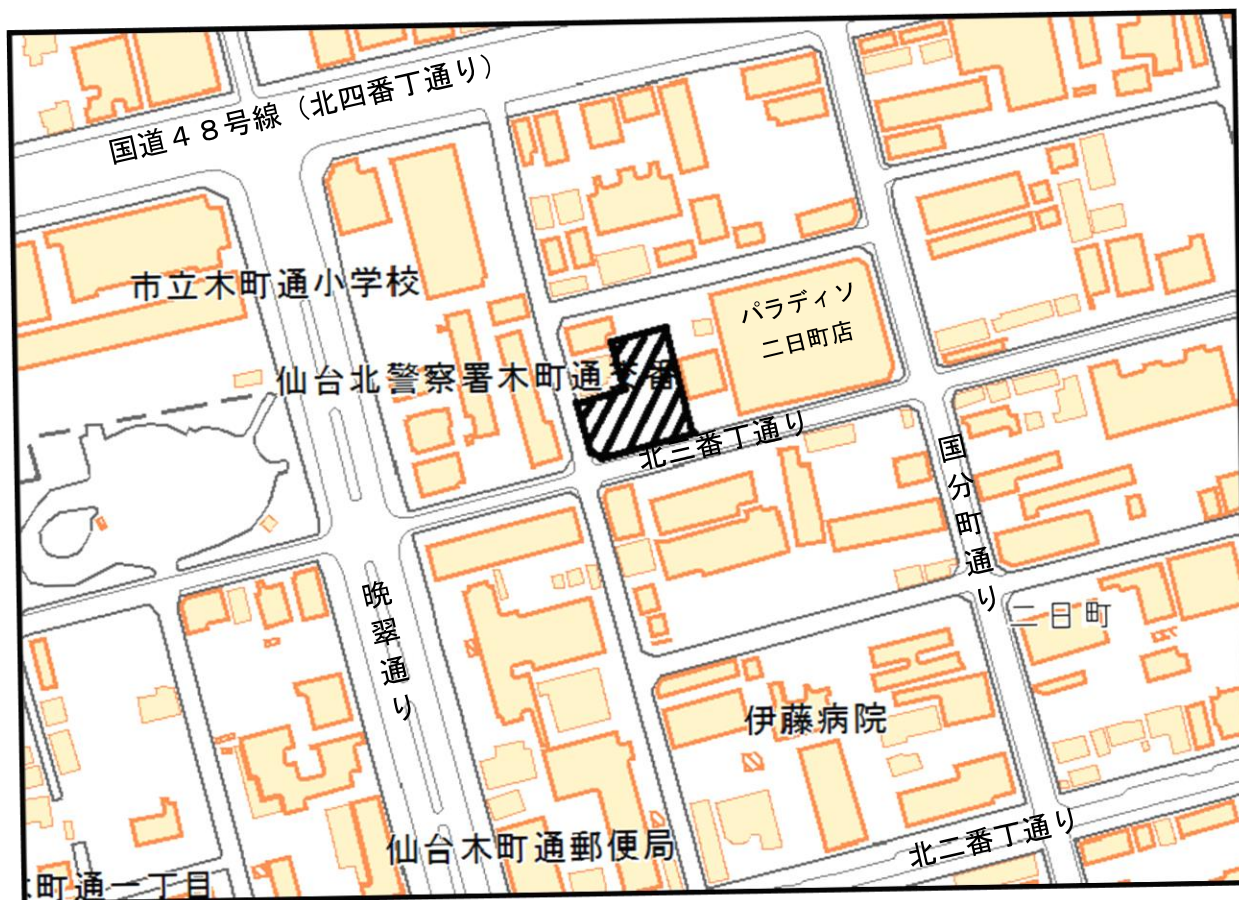 国道４８号線（北四番丁通り）
市立木町通小学校
パラディソ
二日町店
仙台北警察署木町通交番
北三番丁通り
国分町通り
晩翠通り
二日町
伊藤病院
仙台木町通郵便局
北二番丁通り
町通一丁目